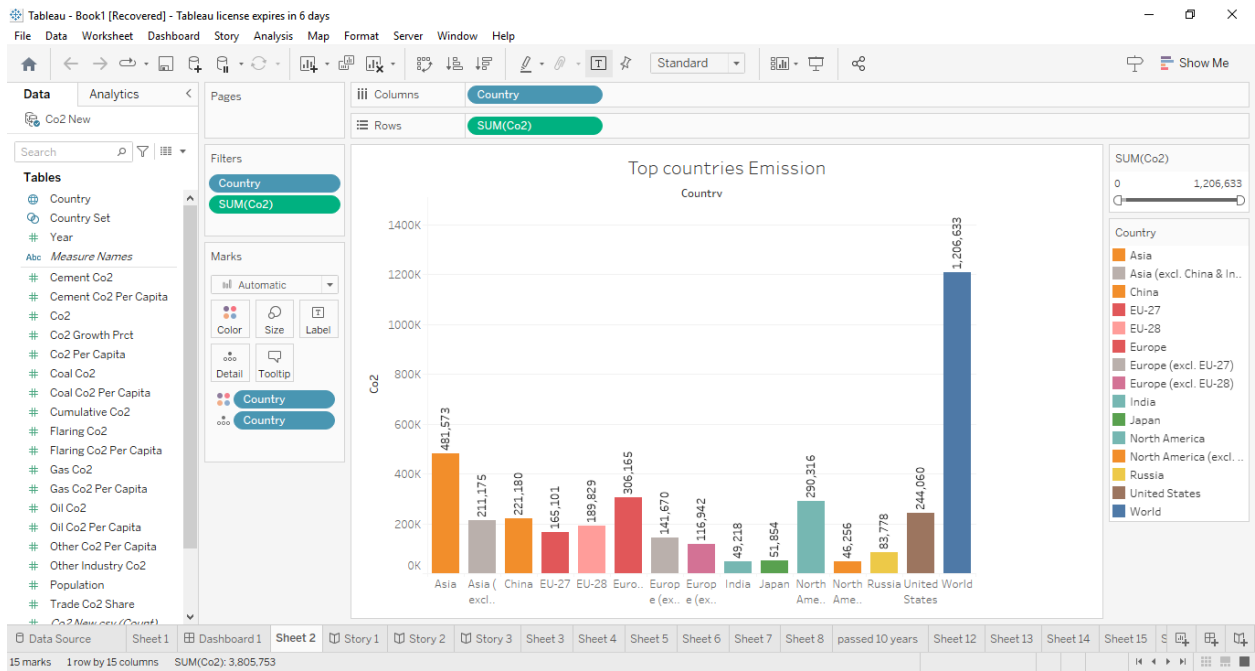 Tableau - Book1 [Recovered] - Tableau license expires in 6 days
File Data Worksheet Dashboard Story Analysis Map Format Server Window Help
Standard
Show Me
Data Analytics
Co2 New
Search
Tables
Country
Country Set
Year
Abc Measure Names
Cement Co2
Cement Co2 Per Capita
Co2
Co2 Growth Prct
Co2 Per Capita
Coal Co2
Coal Co2 Per Capita
Cumulative Co2
Flaring Co2
Flaring Co2 Per Capita
Gas Co2
Gas Co2 Per Capita
Oil Co2
Oil Co2 Per Capita
Other Co2 Per Capita
Other Industry Co2
Population
Trade Co2 Share
Co2 New.csv (Count)
Pages
Filters
Country
SUM(Co2)
Marks
Automatic
Color Size Label
Detail Tooltip
Country
Country
Columns Country
Rows SUM(Co2)
Top countries Emission
Country
Co2
1400K
1200K
1000K
800K
600K
400K
200K
0K
481,573
211,175
221,180
165,101
189,829
306,165
141,670
116,942
49,218
51,854
290,316
46,256
83,778
244,060
1,206,633
Asia Asia ( China EU-27 EU-28 Euro.. Europ Europ India Japan North North Russia United World
excl.. e (ex.. e (ex.. Ame.. Ame.. States
SUM(Co2)
0 1,206,633
Country
Asia
Asia (excl. China & In..
China
EU-27
EU-28
Europe
Europe (excl. EU-27)
Europe (excl. EU-28)
India
Japan
North America
North America (excl. ..
Russia
United States
World
Data Source Sheet 1 Dashboard 1 Sheet 2 Story 1 Story 2 Story 3 Sheet 3 Sheet 4 Sheet 5 Sheet 6 Sheet 7 Sheet 8 passed 10 years Sheet 12 Sheet 13 Sheet 14 Sheet 15 S
15 marks 1 row by 15 columns SUM(Co2): 3,805,753